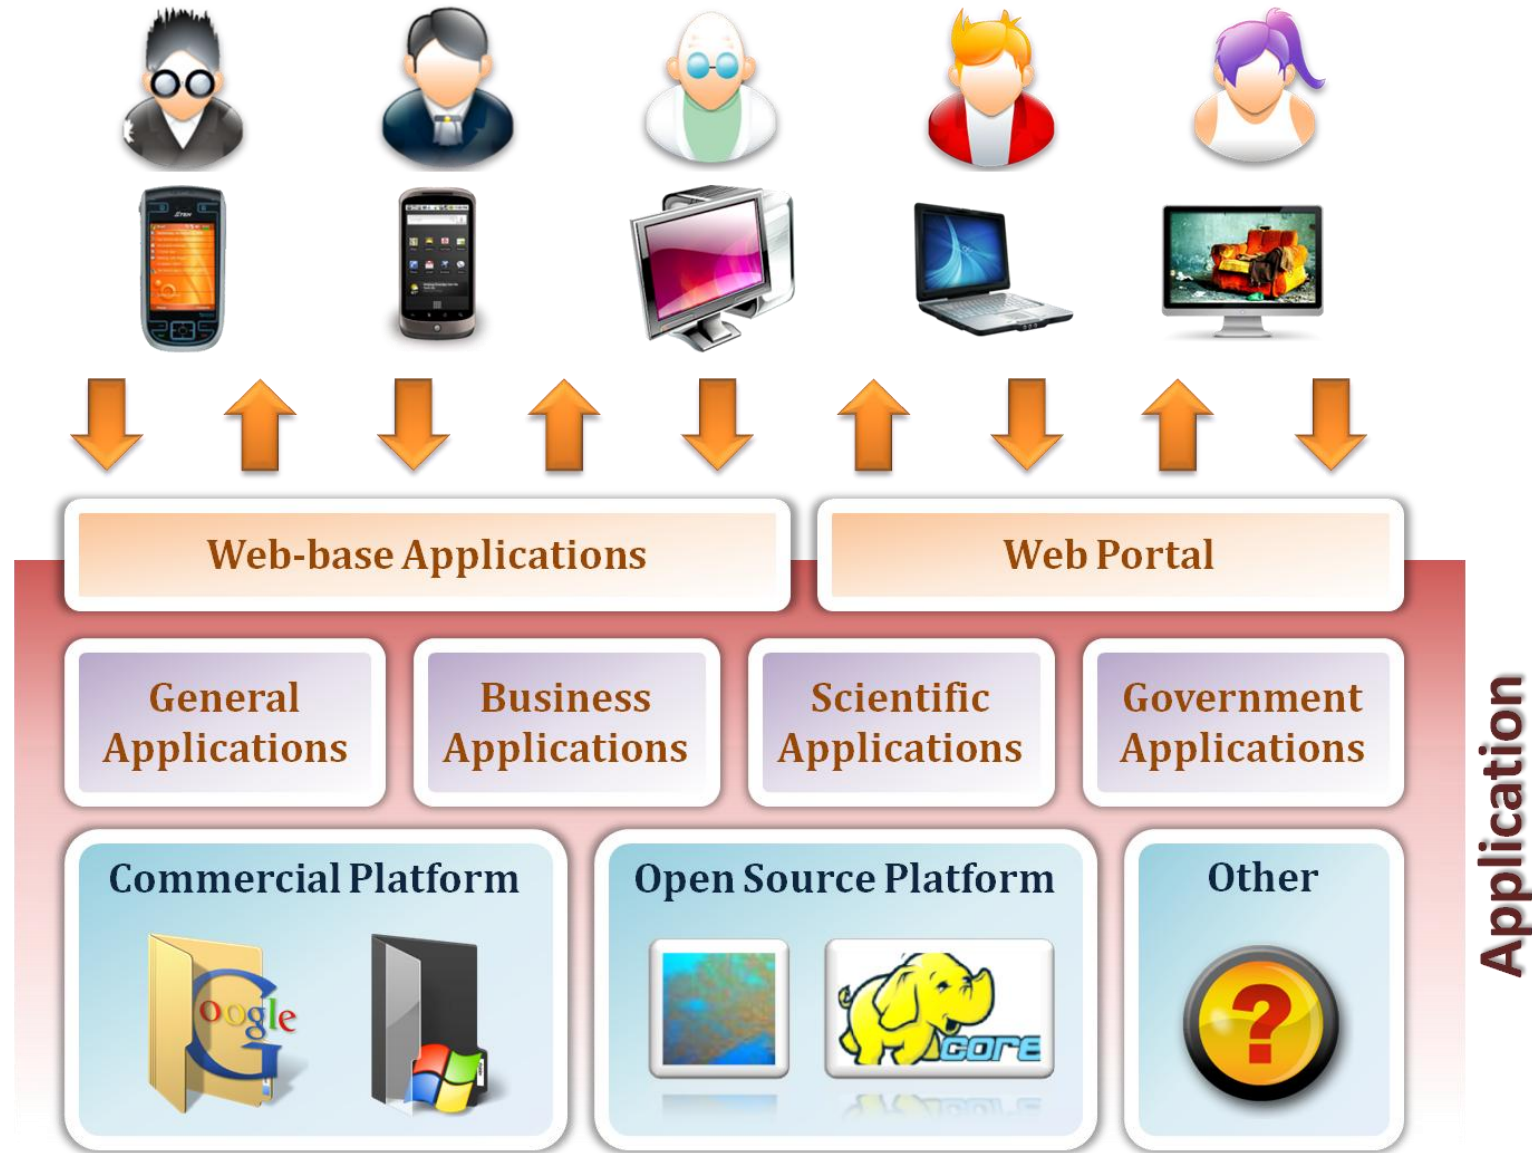 Web-base Applications
Web Portal
General
Applications
Business
Applications
Scientific
Applications
Government
Applications
Application
Commercial Platform
Open Source Platform
Other
Google
core
?